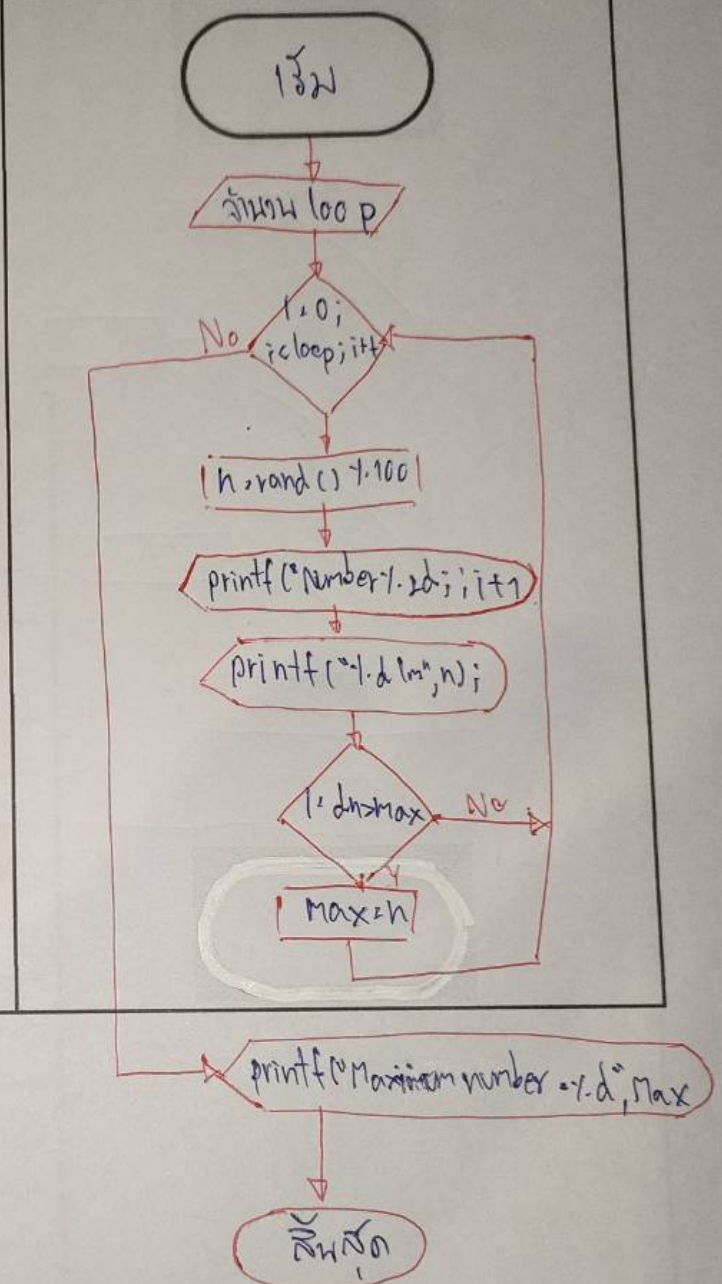 เริ่ม
จำนวน loop
i=0;
No
i<loop; i++
n=rand() %100
printf("Number %2d; ; i+1
printf("%d \n", n);
n>max
No
Y
Max=n
printf("Maximum number = %d", Max
สิ้นสุด